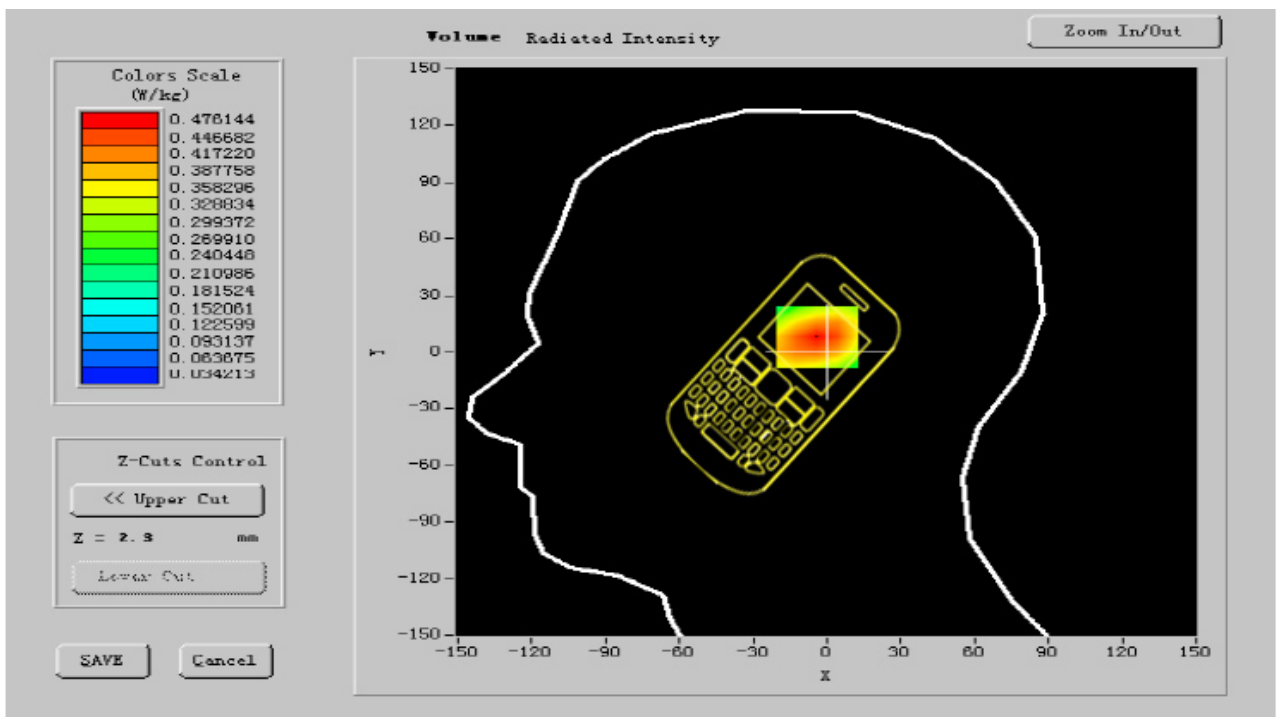 Volume Radiated Intensity
Zoom In/Out
Colors Scale
(W/kg)
0.476144
0.446682
0.417220
0.387758
0.358296
0.328834
0.299372
0.269910
0.240448
0.210986
0.181524
0.152061
0.122599
0.093137
0.063675
0.034213
Z-Cuts Control
<< Upper Cut
Z = 2.9 mm
Lower Cut
SAVE
Cancel
150
120
90
60
30
0
-30
-60
-90
-120
-150
Y
-150 -120 -90 -60 -30 0 30 60 90 120 150
X